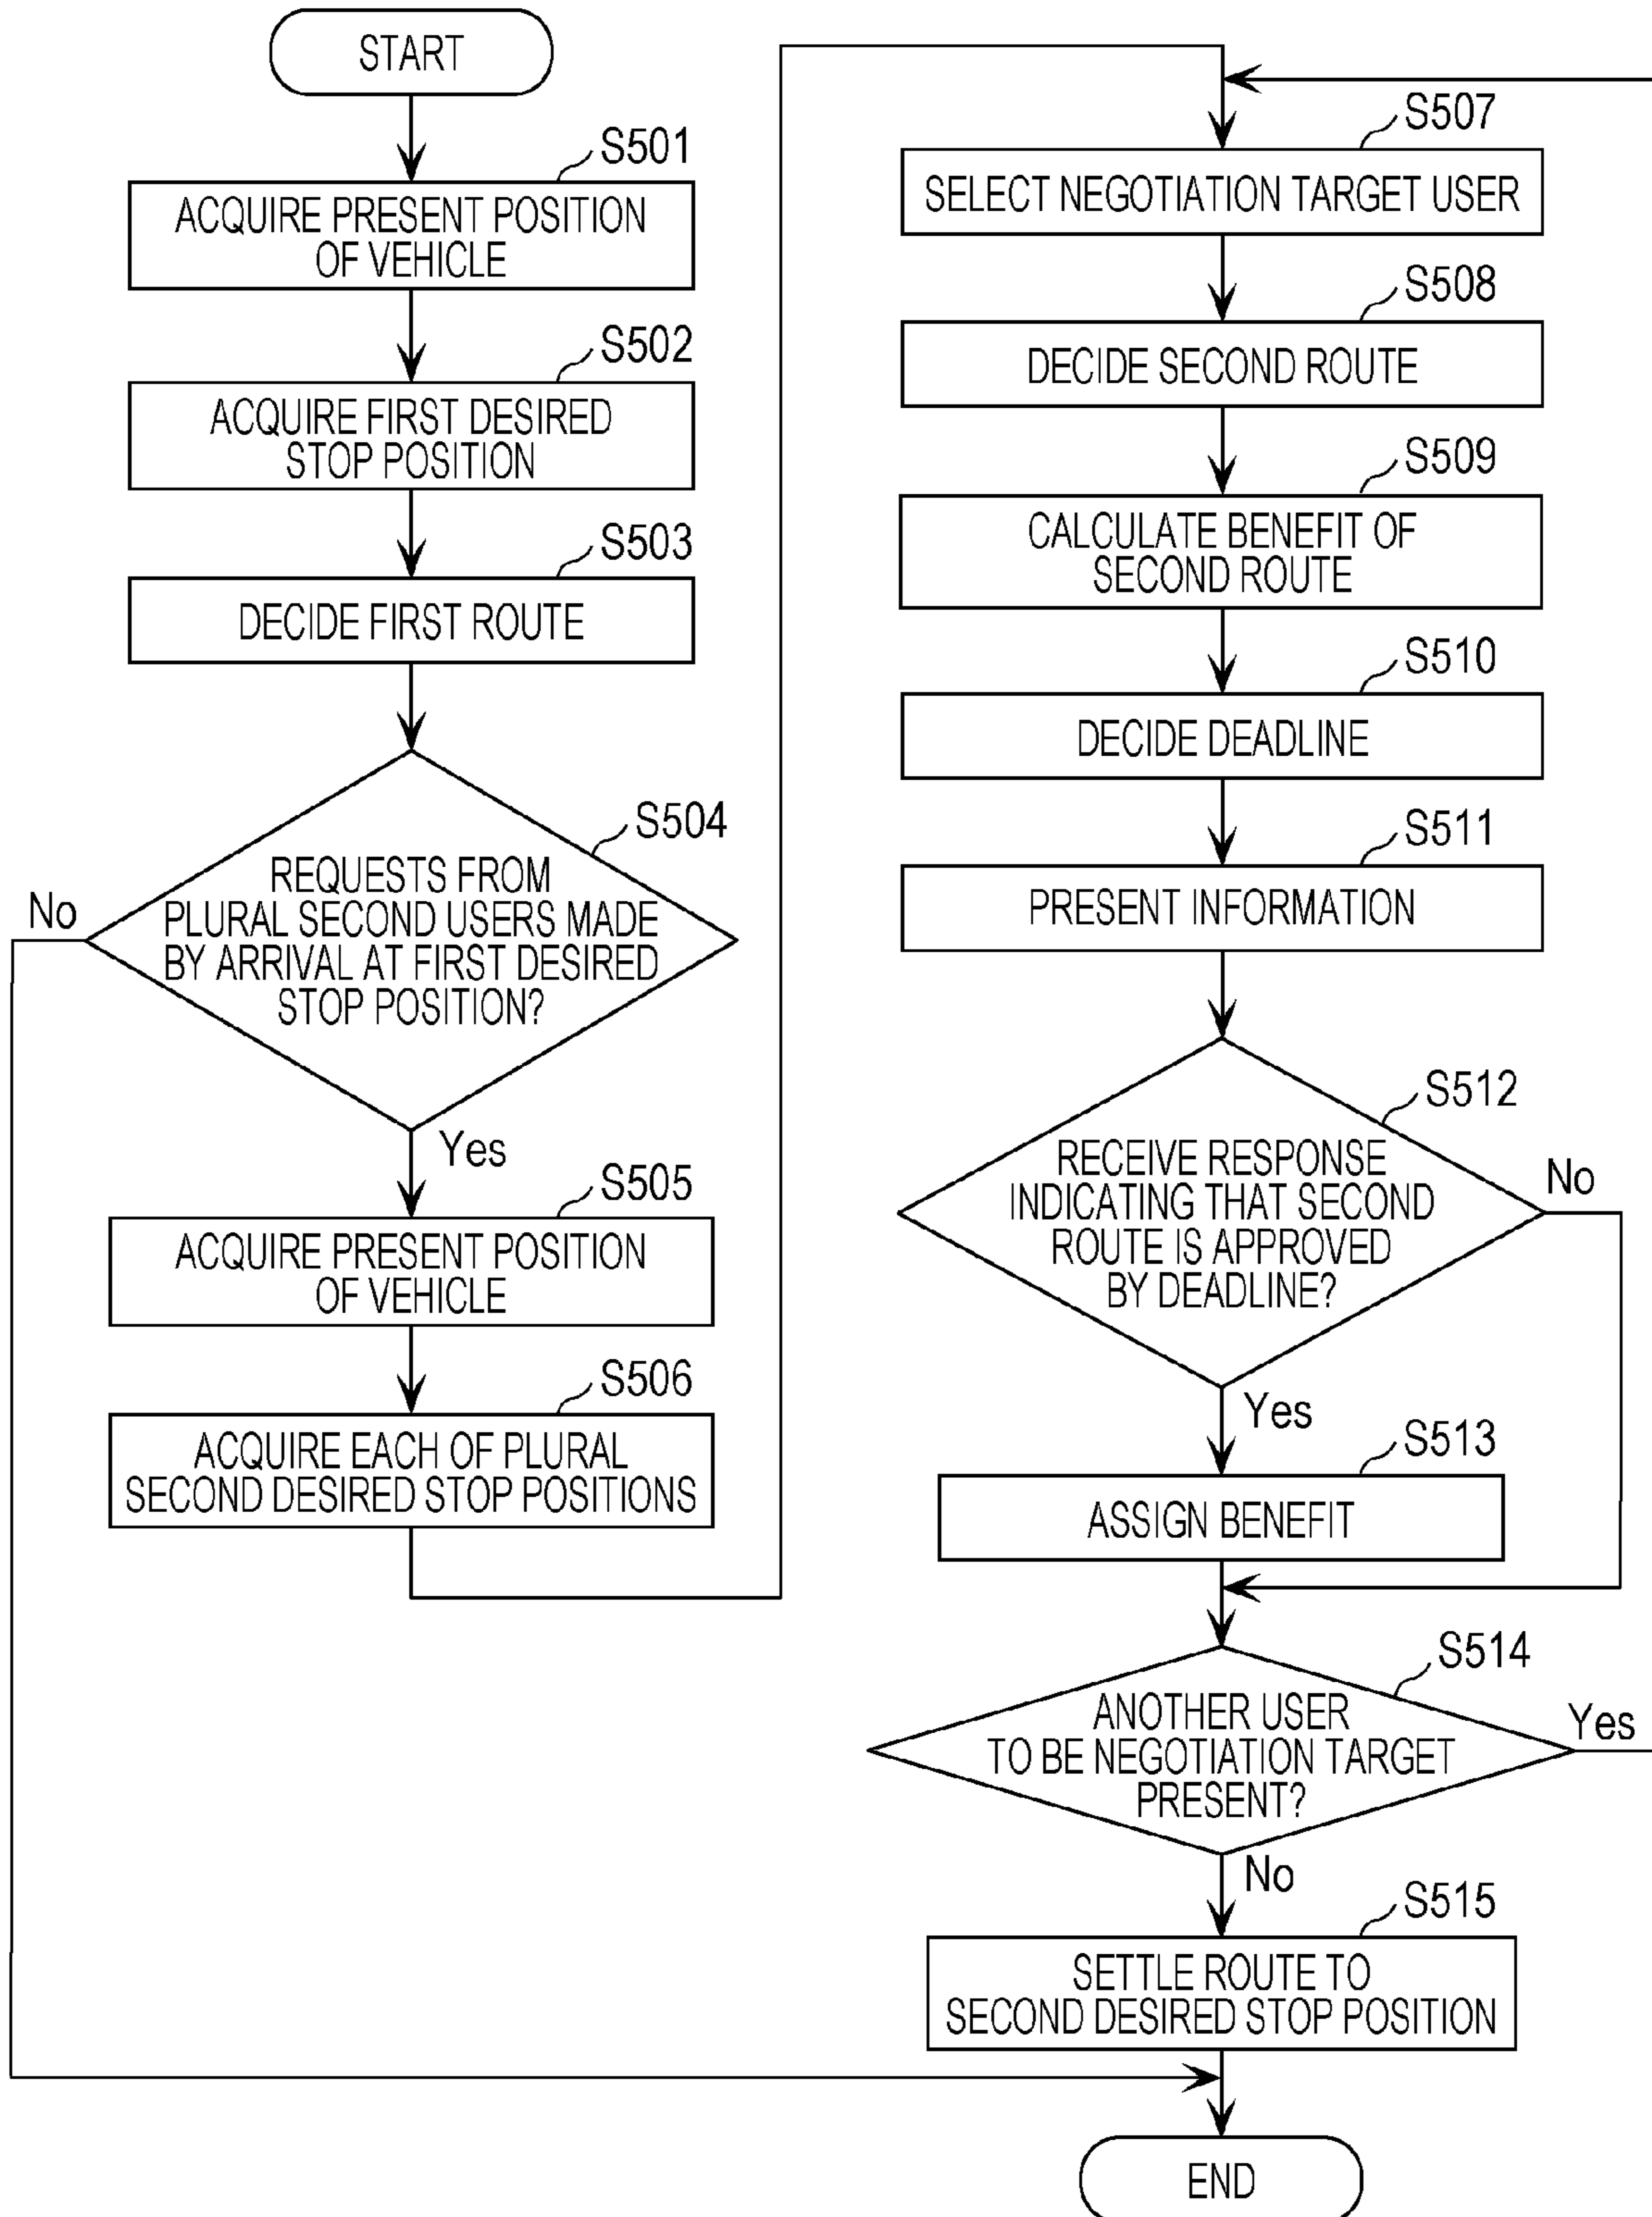 START
S501
ACQUIRE PRESENT POSITION
OF VEHICLE
S502
ACQUIRE FIRST DESIRED
STOP POSITION
S503
DECIDE FIRST ROUTE
S504
REQUESTS FROM
PLURAL SECOND USERS MADE
BY ARRIVAL AT FIRST DESIRED
STOP POSITION?
No
Yes
S505
ACQUIRE PRESENT POSITION
OF VEHICLE
S506
ACQUIRE EACH OF PLURAL
SECOND DESIRED STOP POSITIONS
S507
SELECT NEGOTIATION TARGET USER
S508
DECIDE SECOND ROUTE
S509
CALCULATE BENEFIT OF
SECOND ROUTE
S510
DECIDE DEADLINE
S511
PRESENT INFORMATION
S512
RECEIVE RESPONSE
INDICATING THAT SECOND
ROUTE IS APPROVED
BY DEADLINE?
No
Yes
S513
ASSIGN BENEFIT
S514
ANOTHER USER
TO BE NEGOTIATION TARGET
PRESENT?
Yes
No
S515
SETTLE ROUTE TO
SECOND DESIRED STOP POSITION
END